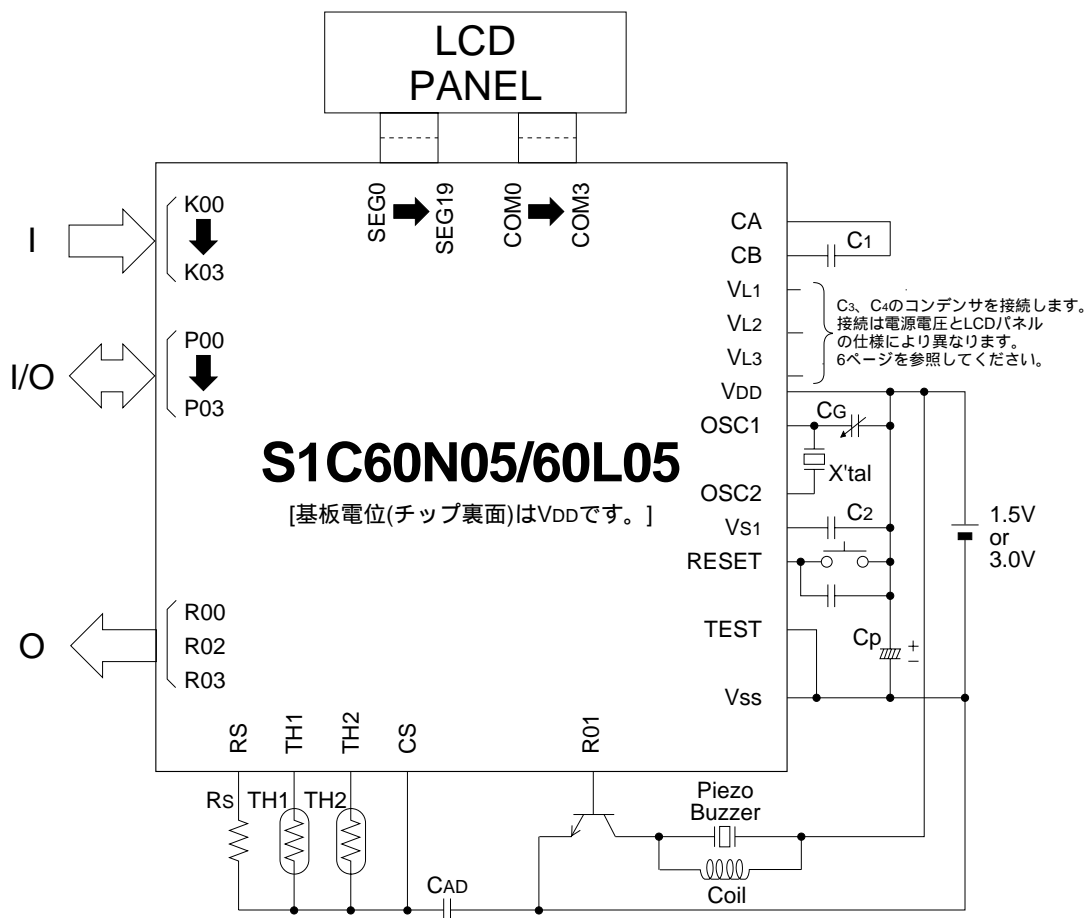 LCD
PANEL
SEG0
SEG19
COM0
COM3
I
K00
K03
I/O
P00
P03
O
R00
R02
R03
S1C60N05/60L05
[基板電位(チップ裏面)はVDDです。]
CA
CB
C1
VL1
VL2
VL3
C3、C4のコンデンサを接続します。
接続は電源電圧とLCDパネル
の仕様により異なります。
6ページを参照してください。
VDD
OSC1
CG
X'tal
OSC2
VS1
C2
RESET
TEST
Cp
+
−
VSS
1.5V
or
3.0V
RS
TH1
TH2
CS
R01
RS
TH1
TH2
CAD
Piezo
Buzzer
Coil